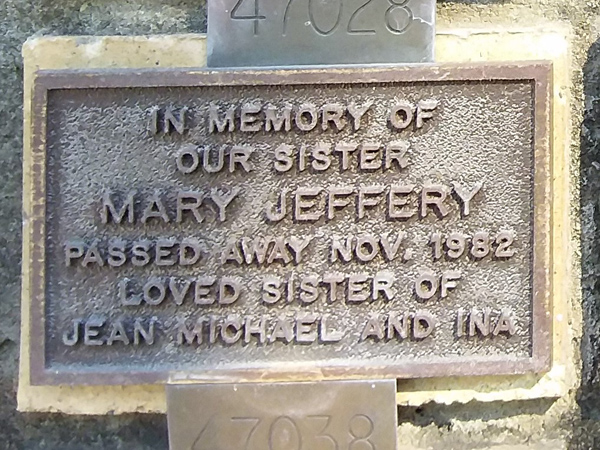 47028
IN MEMORY OF
OUR SISTER
MARY JEFFERY
PASSED AWAY NOV. 1982
LOVED SISTER OF
JEAN MICHAEL AND INA
47038